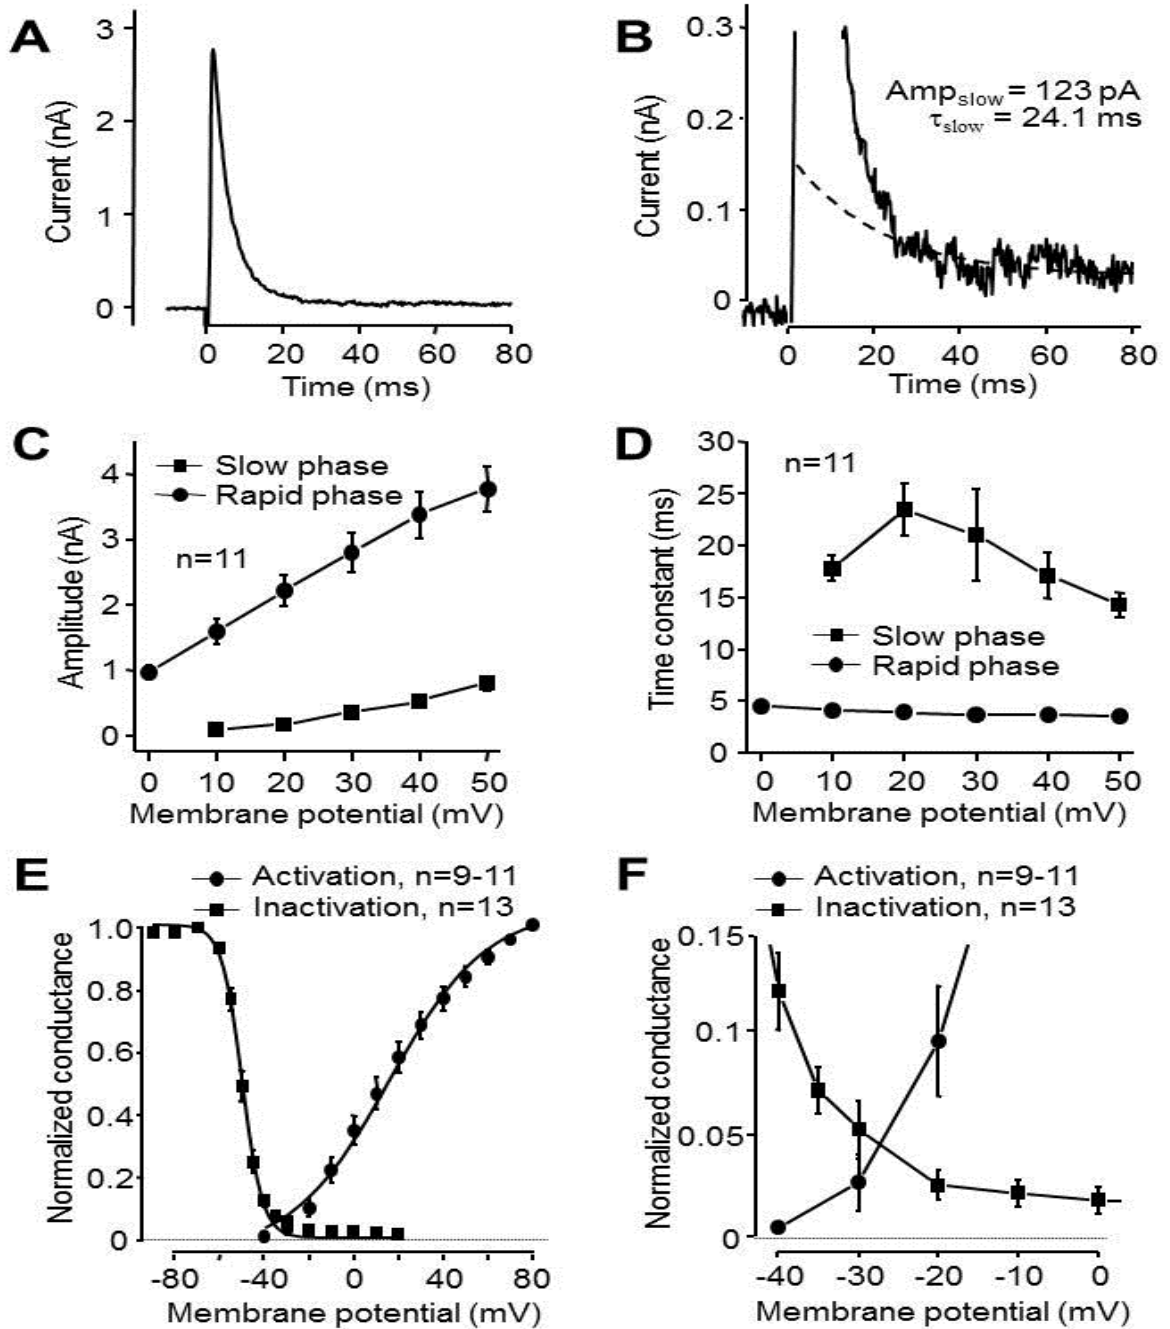 A
3
2
1
0
Current (nA)
0 20 40 60 80
Time (ms)
B
0.3
0.2
0.1
0
Current (nA)
Ampslow = 123 pA
τslow = 24.1 ms
0 20 40 60 80
Time (ms)
C
4
3
2
1
0
Amplitude (nA)
Slow phase
Rapid phase
n=11
0 10 20 30 40 50
Membrane potential (mV)
D
30
25
20
15
10
5
0
Time constant (ms)
n=11
Slow phase
Rapid phase
0 10 20 30 40 50
Membrane potential (mV)
E
Activation, n=9-11
Inactivation, n=13
1.0
0.8
0.6
0.4
0.2
0
Normalized conductance
-80 -40 0 40 80
Membrane potential (mV)
F
Activation, n=9-11
Inactivation, n=13
0.15
0.1
0.05
0
Normalized conductance
-40 -30 -20 -10 0
Membrane potential (mV)